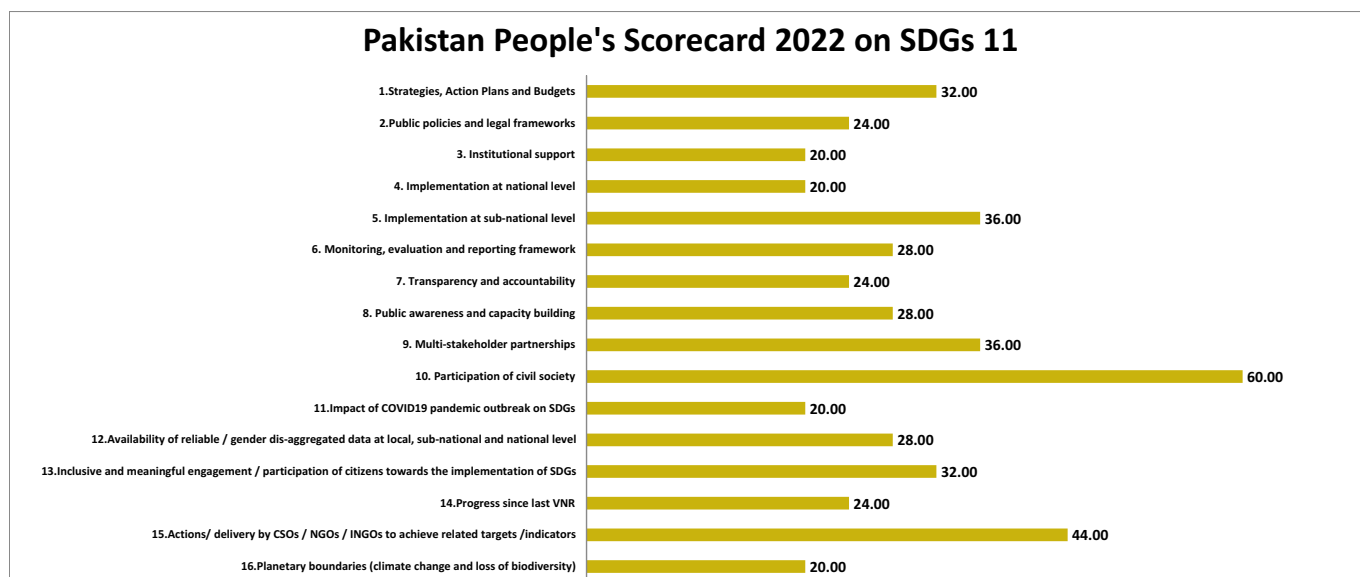 Pakistan People's Scorecard 2022 on SDGs 11
1.Strategies, Action Plans and Budgets 32.00
2.Public policies and legal frameworks 24.00
3. Institutional support 20.00
4. Implementation at national level 20.00
5. Implementation at sub-national level 36.00
6. Monitoring, evaluation and reporting framework 28.00
7. Transparency and accountability 24.00
8. Public awareness and capacity building 28.00
9. Multi-stakeholder partnerships 36.00
10. Participation of civil society 60.00
11.Impact of COVID19 pandemic outbreak on SDGs 20.00
12.Availability of reliable / gender dis-aggregated data at local, sub-national and national level 28.00
13.Inclusive and meaningful engagement / participation of citizens towards the implementation of SDGs 32.00
14.Progress since last VNR 24.00
15.Actions/ delivery by CSOs / NGOs / INGOs to achieve related targets /indicators 44.00
16.Planetary boundaries (climate change and loss of biodiversity) 20.00